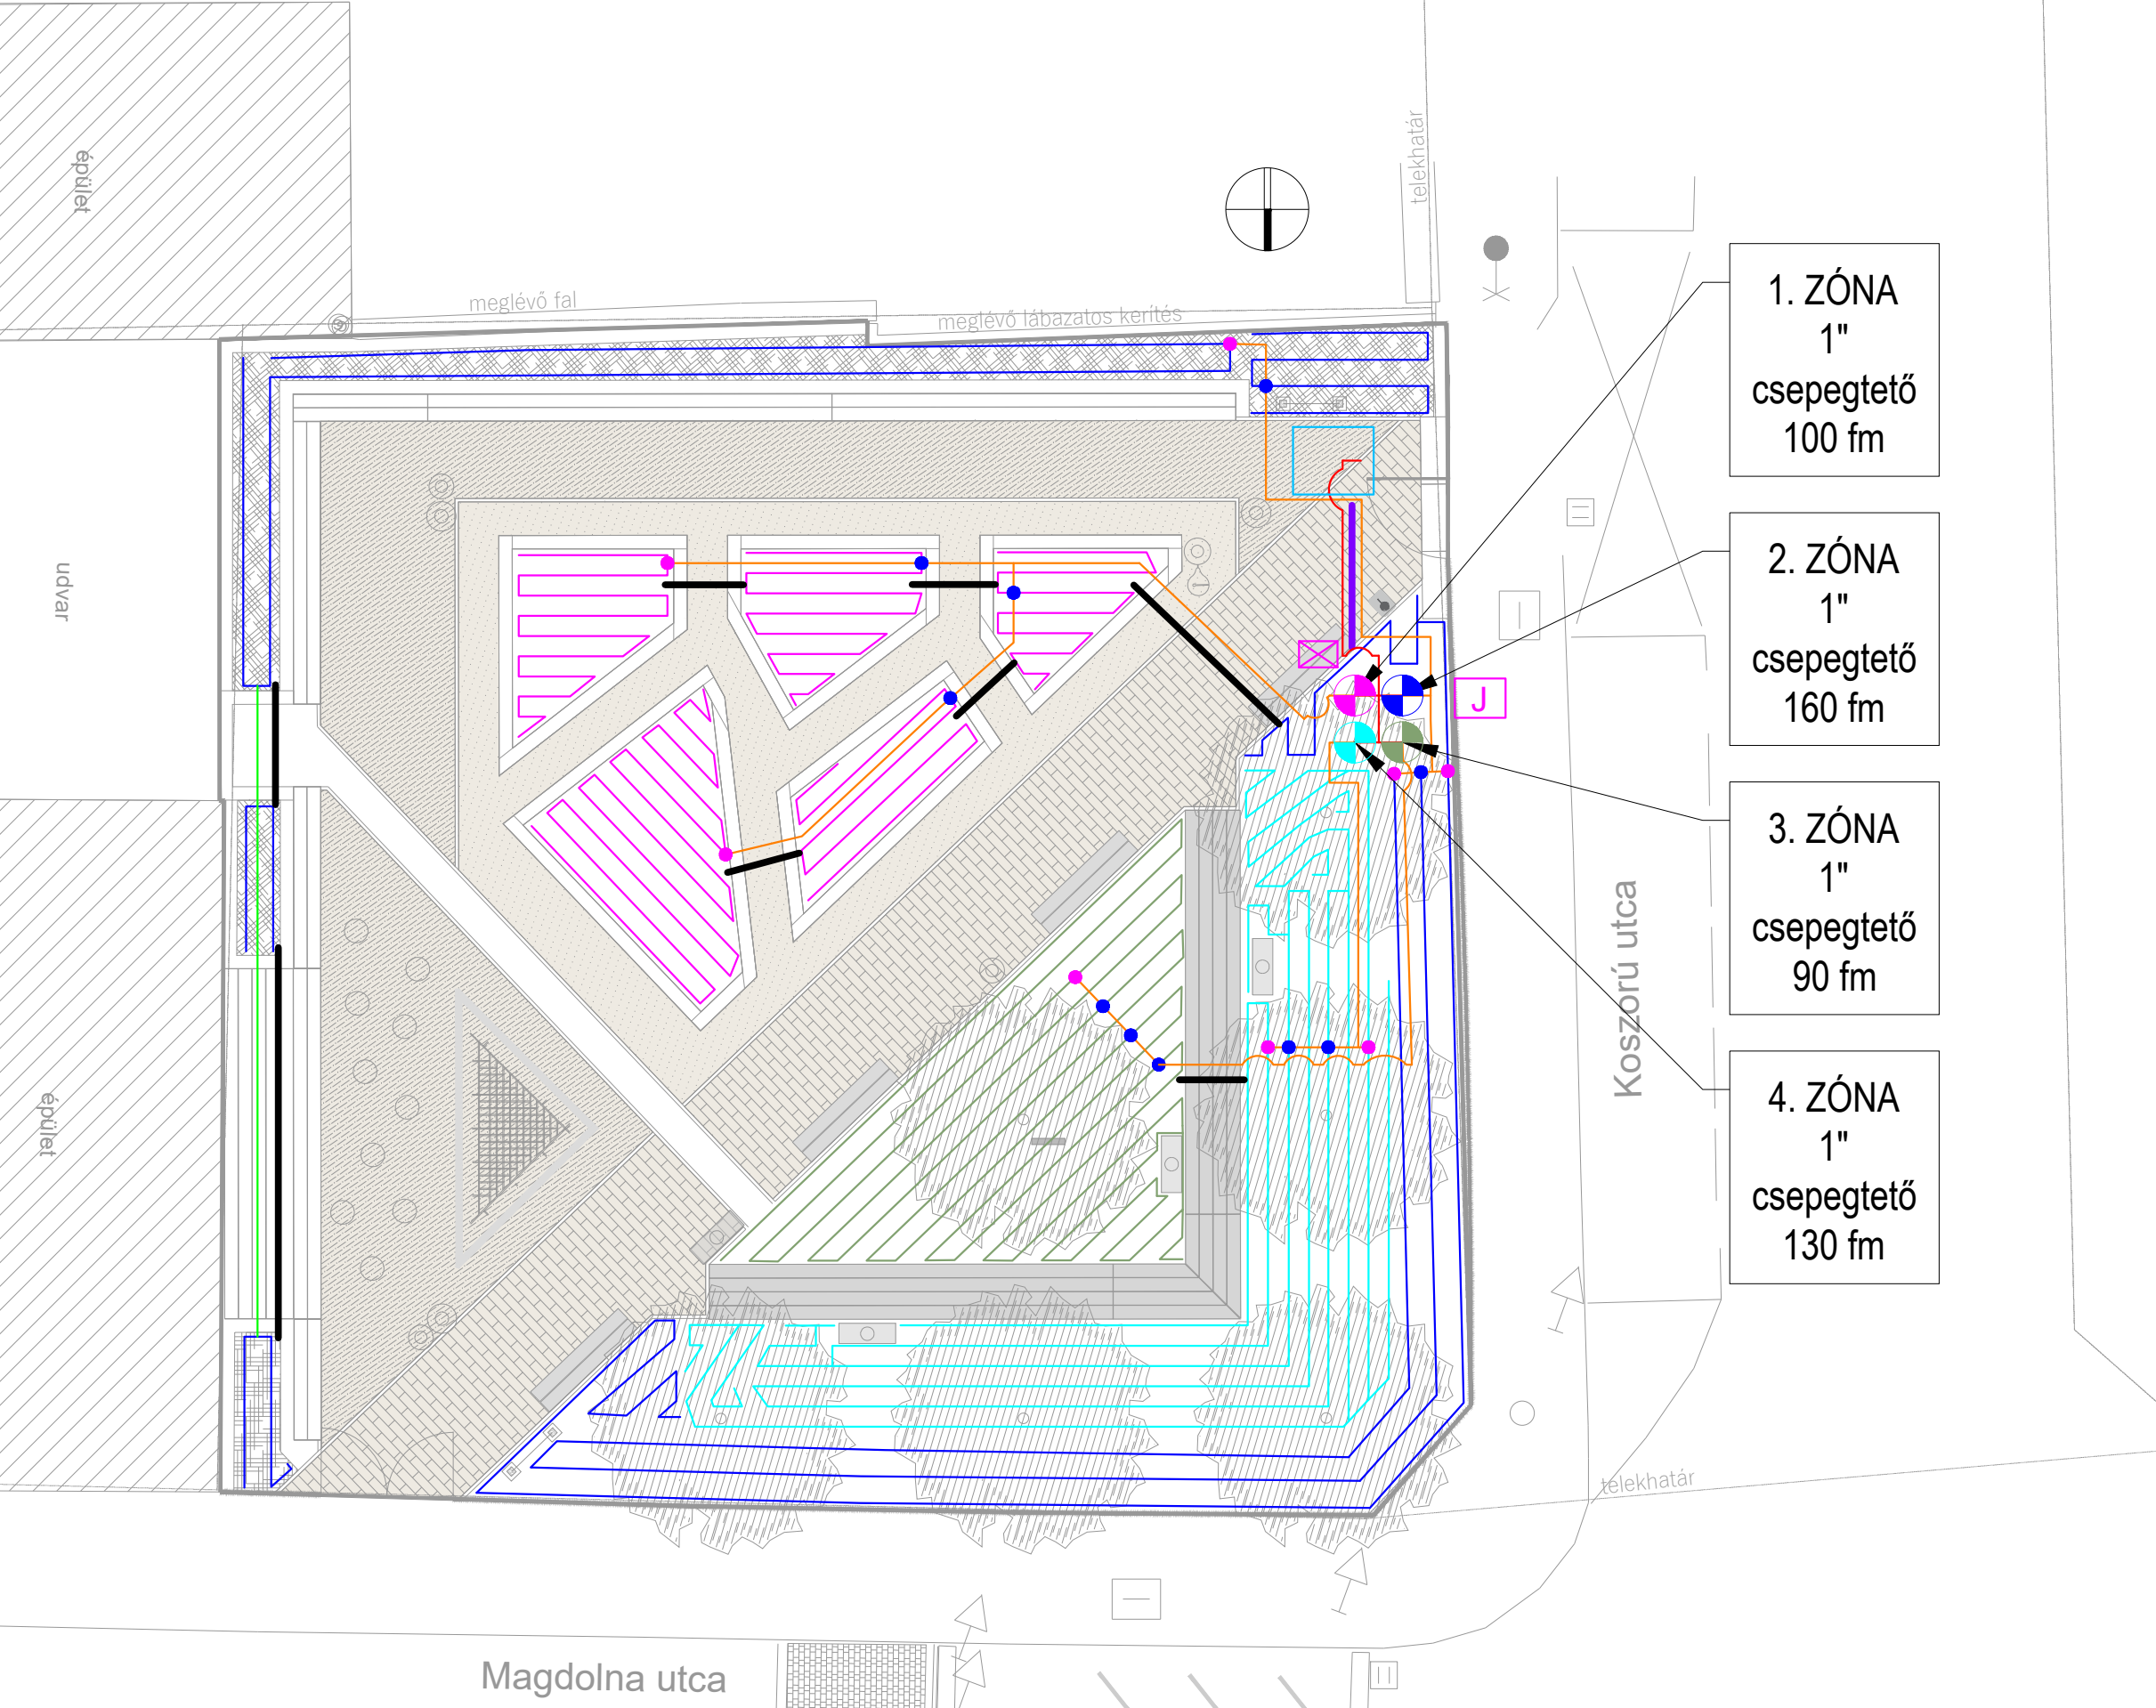 épület
telekhatár
meglévő fal
meglévő lábazatos kerítés
1. ZÓNA
1"
csepegtető
100 fm
2. ZÓNA
1"
csepegtető
160 fm
udvar
J
3. ZÓNA
1"
csepegtető
90 fm
Koszorú utca
4. ZÓNA
1"
csepegtető
130 fm
épület
telekhatár
Magdolna utca